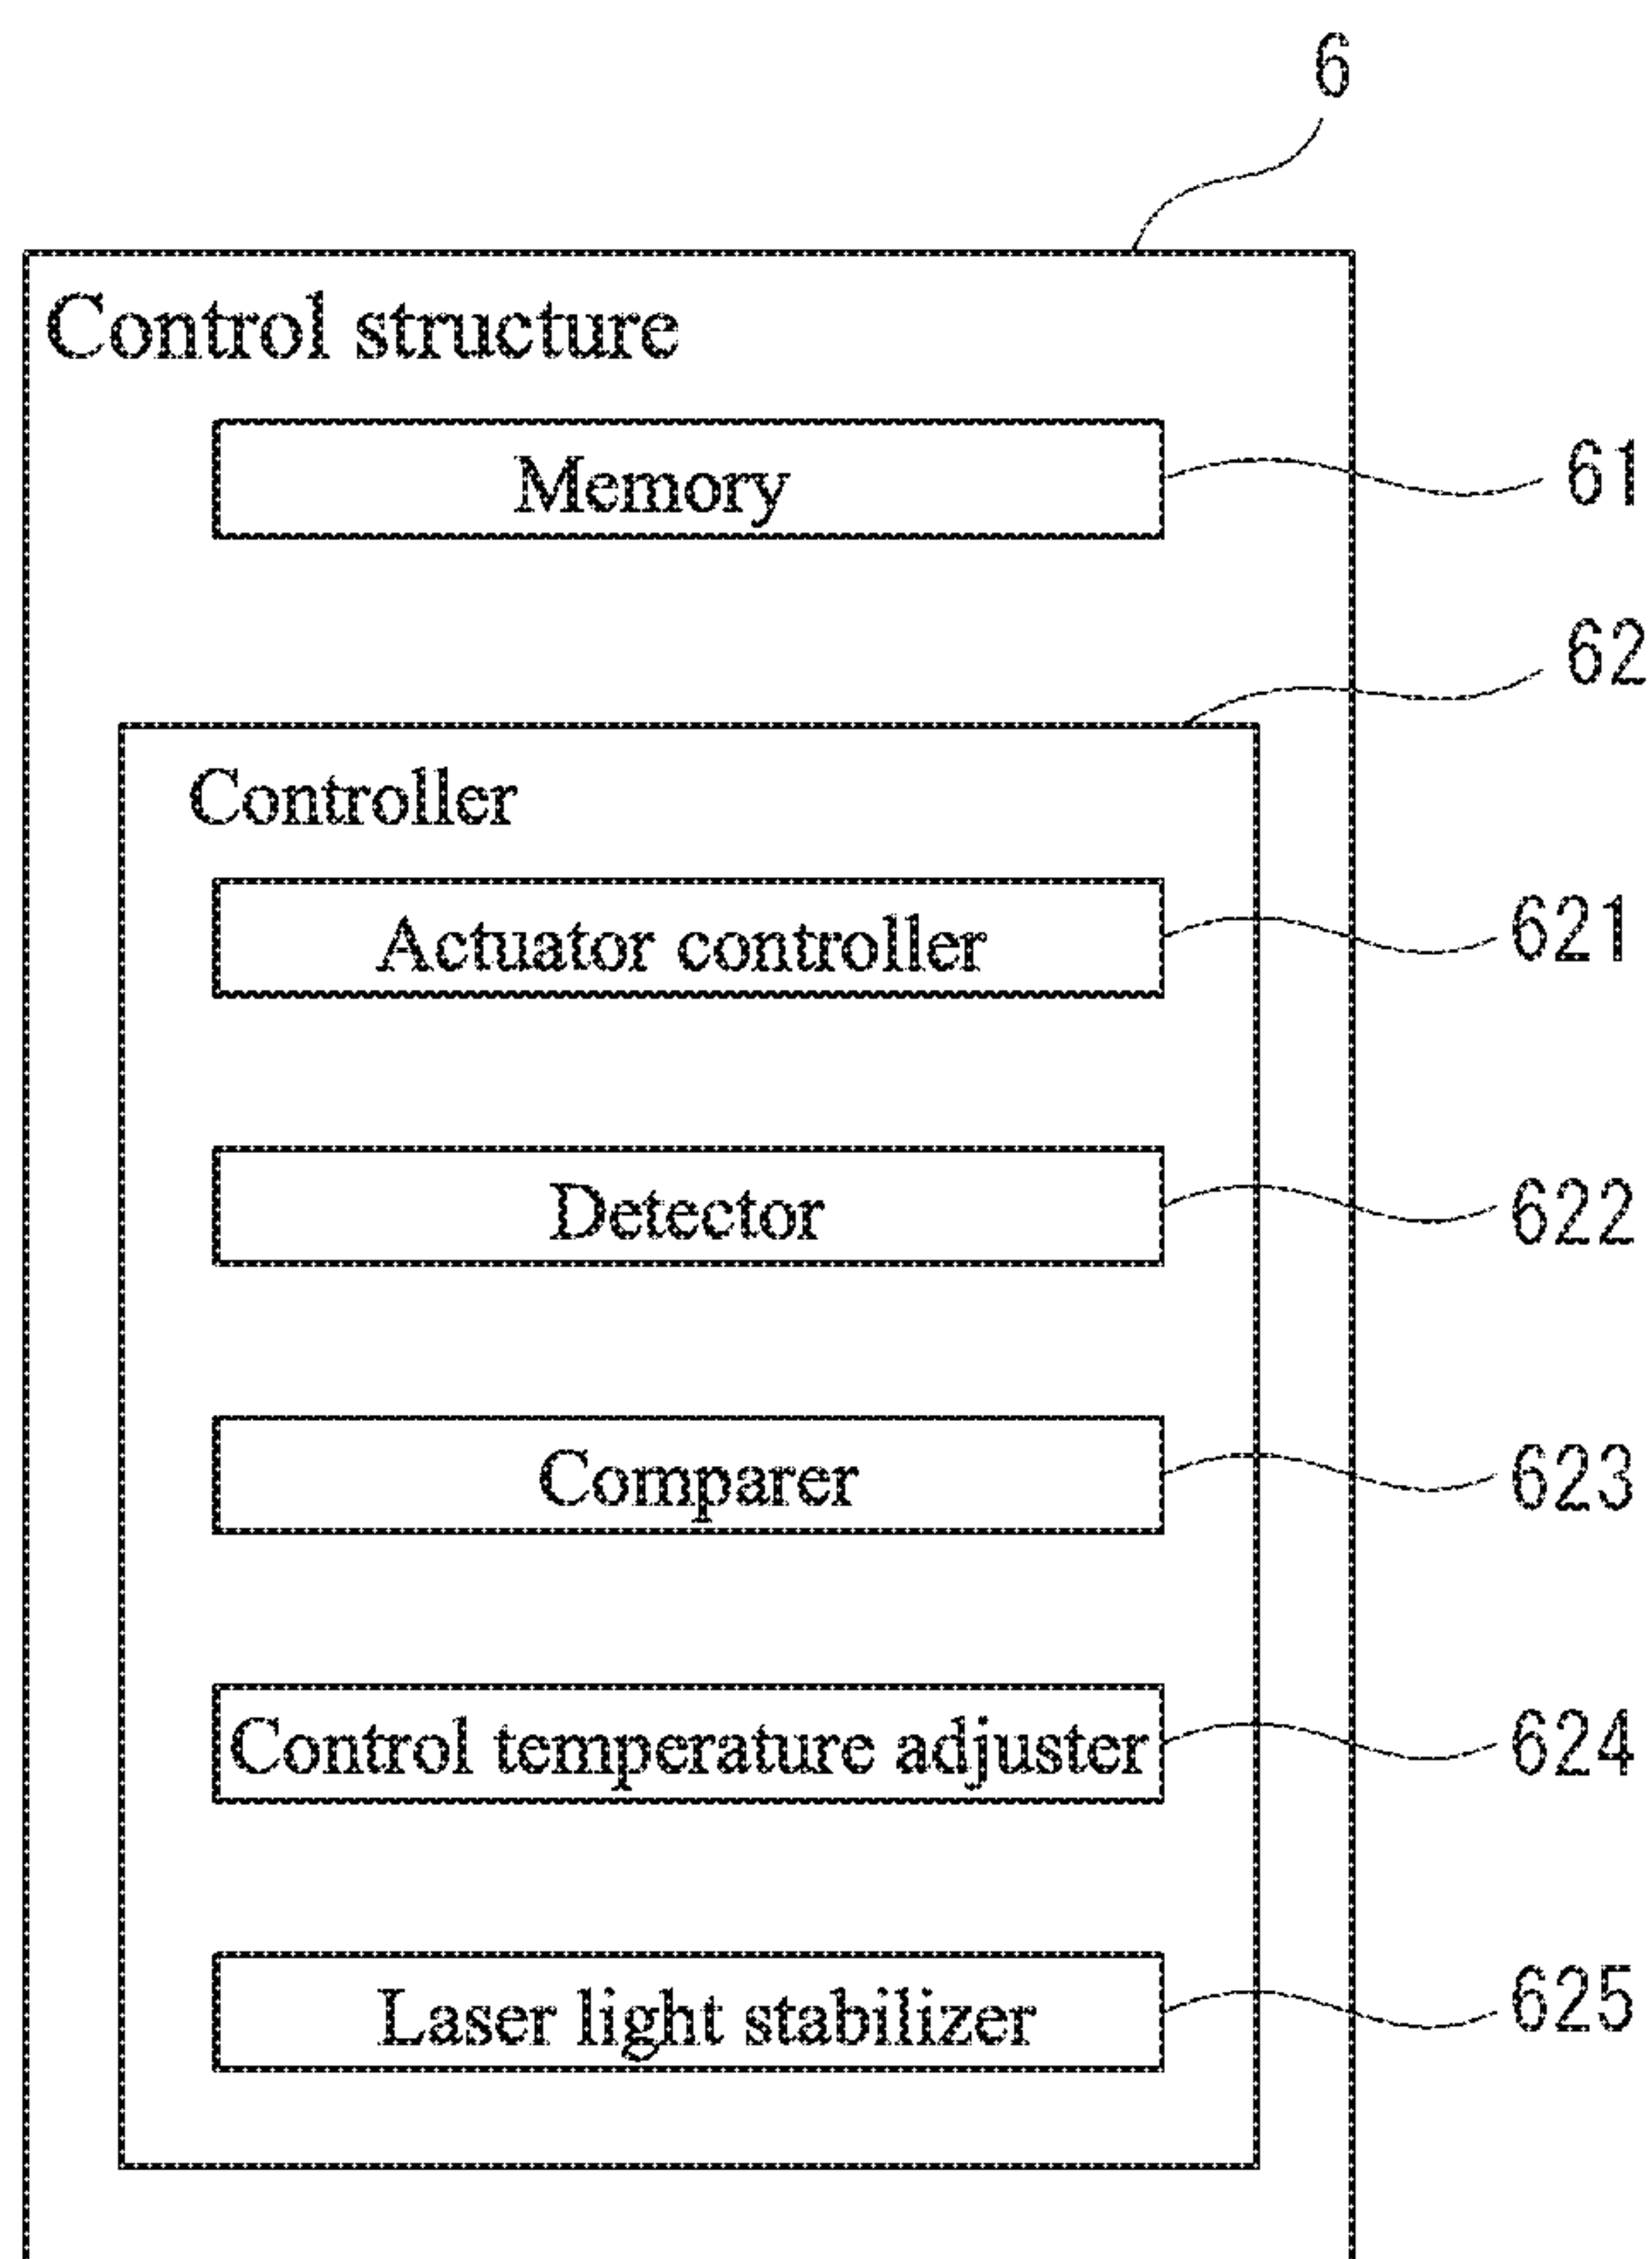 6
Control structure
Memory
61
62
Controller
Actuator controller
621
Detector
622
Comparer
623
Control temperature adjuster
624
Laser light stabilizer
625